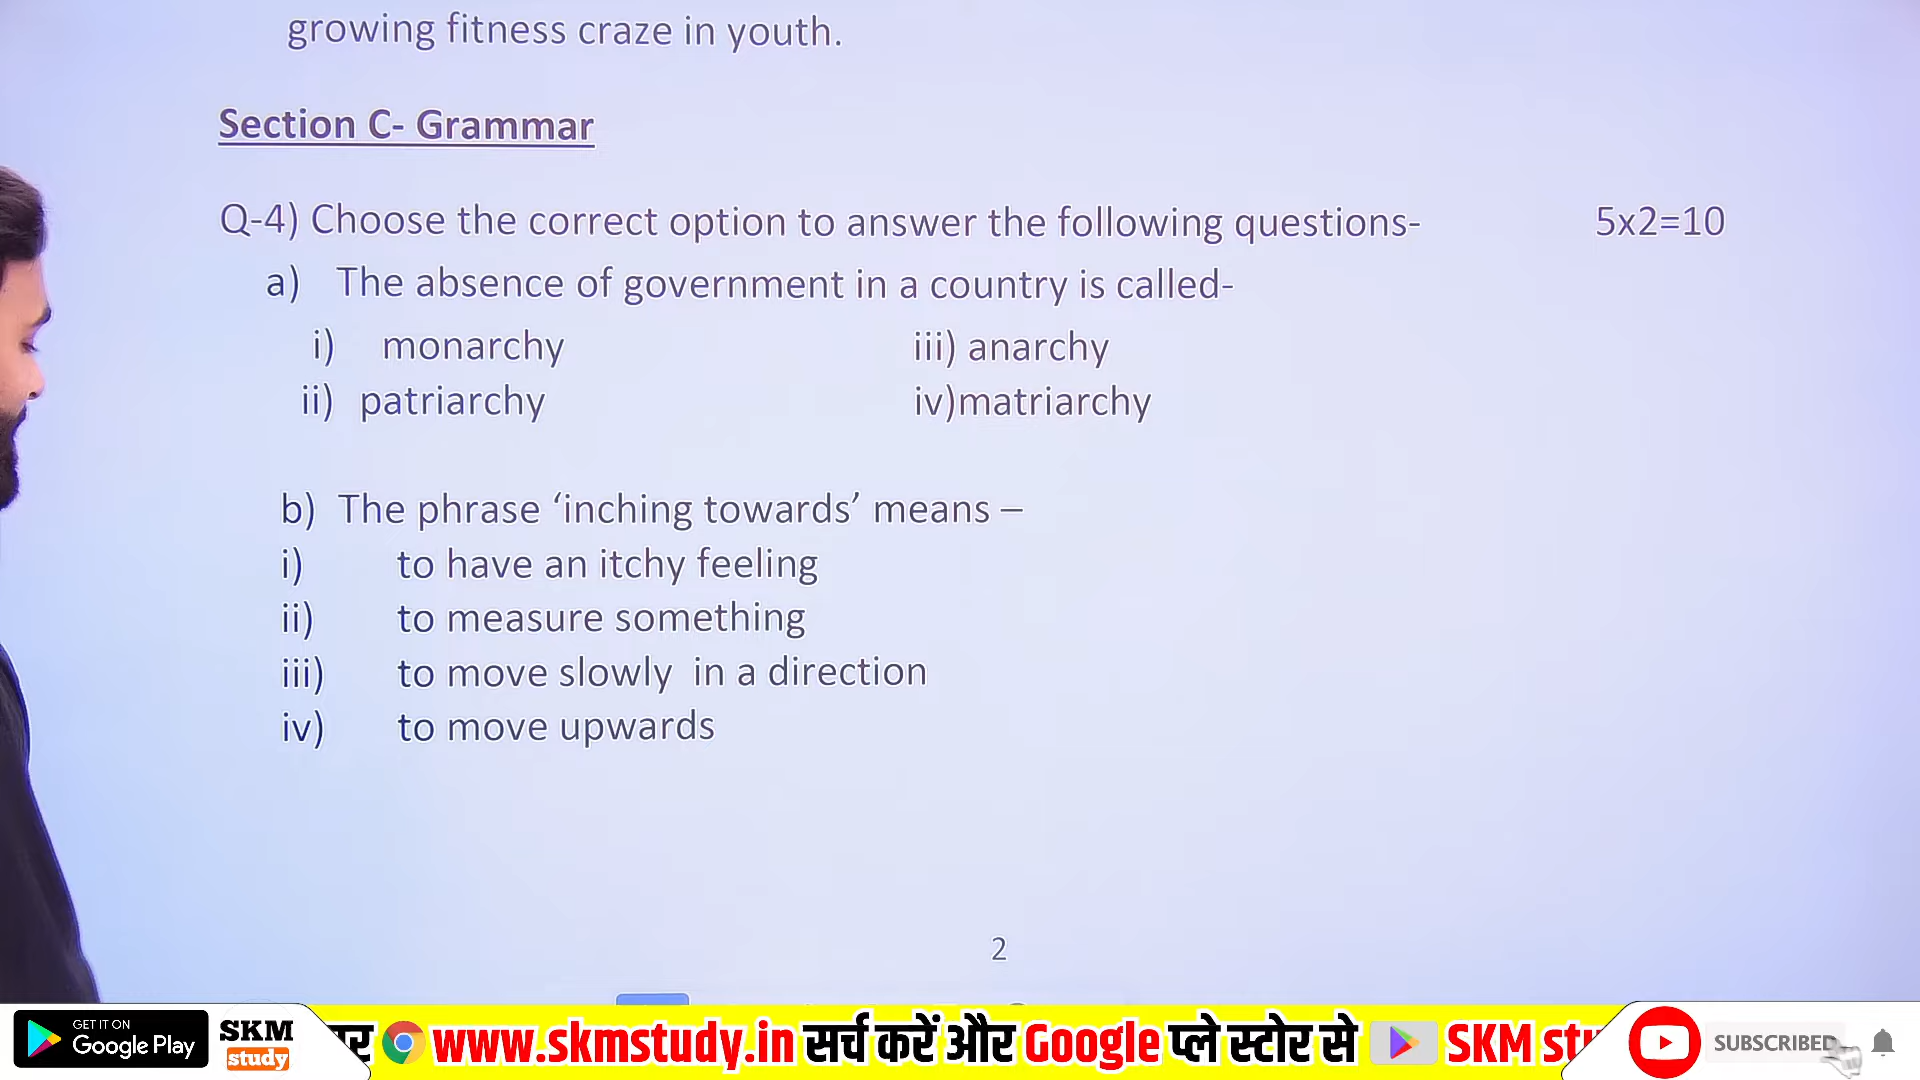 growing fitness craze in youth.
Section C- Grammar
Q-4) Choose the correct option to answer the following questions- 5x2=10
a) The absence of government in a country is called-
i) monarchy iii) anarchy
ii) patriarchy iv)matriarchy
b) The phrase ‘inching towards’ means –
i) to have an itchy feeling
ii) to measure something
iii) to move slowly in a direction
iv) to move upwards
2
GET IT ON
Google Play
SKM
study
www.skmstudy.in सर्च करें और Google प्ले स्टोर से SKM
SUBSCRIBED